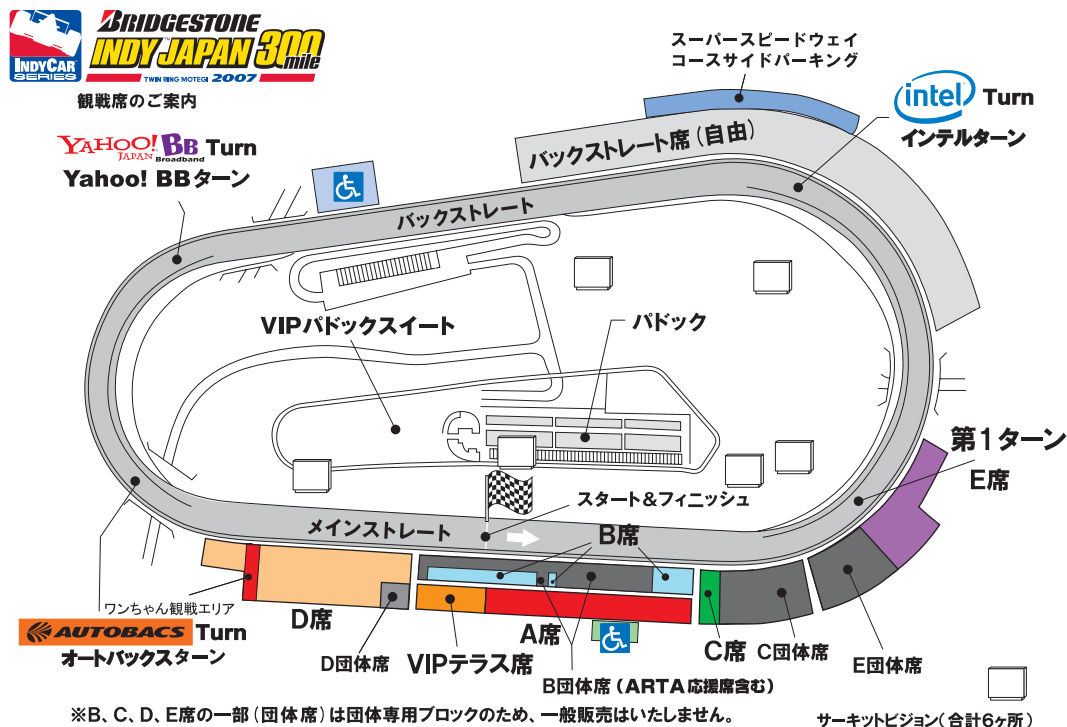 INDYCAR
SERIES
BRIDGESTONE
INDY JAPAN 300
mile
TWIN RING MOTEGI 2007
観戦席のご案内
スーパースピードウェイ
コースサイドパーキング
intel Turn
インテルターン
YAHOO! BB Turn
JAPAN Broadband
Yahoo! BBターン
バックストレート席(自由)
バックストレート
VIPパドックスイート
パドック
第1ターン
E席
スタート&フィニッシュ
メインストレート
B席
ワンちゃん観戦エリア
AUTOBACS Turn
オートバックスターン
D席
D団体席
VIPテラス席
A席
B団体席(ARTA応援席含む)
C席
C団体席
E団体席
※B、C、D、E席の一部(団体席)は団体専用ブロックのため、一般販売はいたしません。
サーキットビジョン(合計6ヶ所)